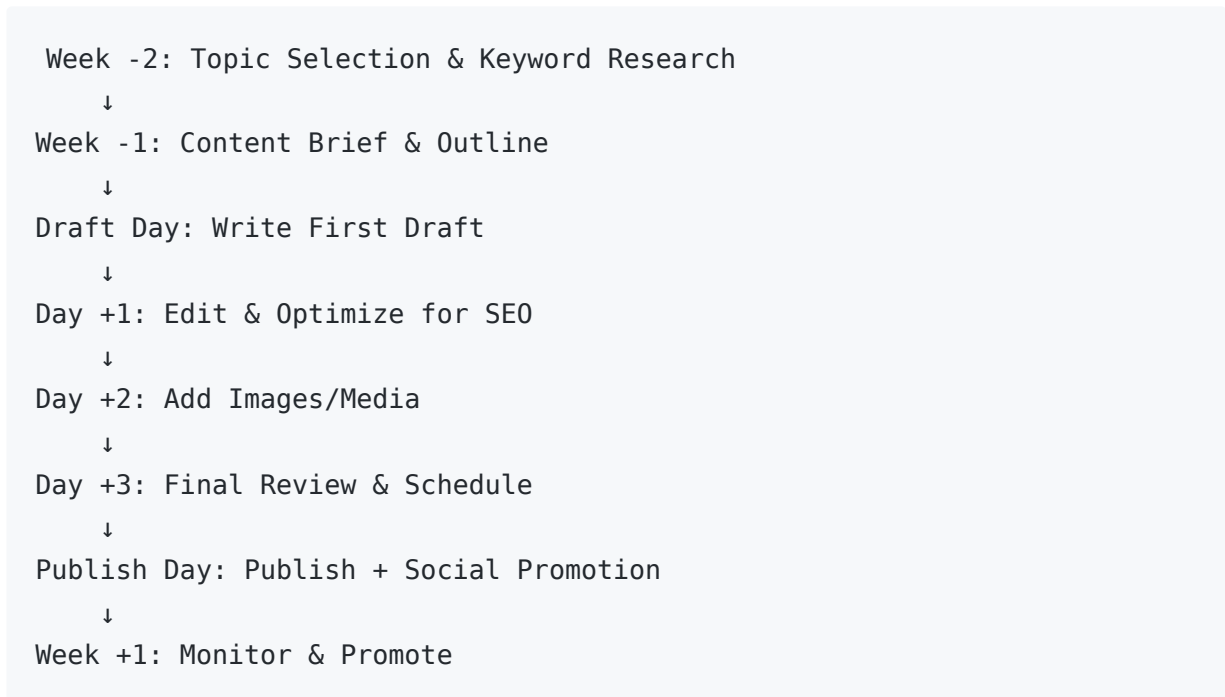 Week -2: Topic Selection & Keyword Research
↓
Week -1: Content Brief & Outline
↓
Draft Day: Write First Draft
↓
Day +1: Edit & Optimize for SEO
↓
Day +2: Add Images/Media
↓
Day +3: Final Review & Schedule
↓
Publish Day: Publish + Social Promotion
↓
Week +1: Monitor & Promote